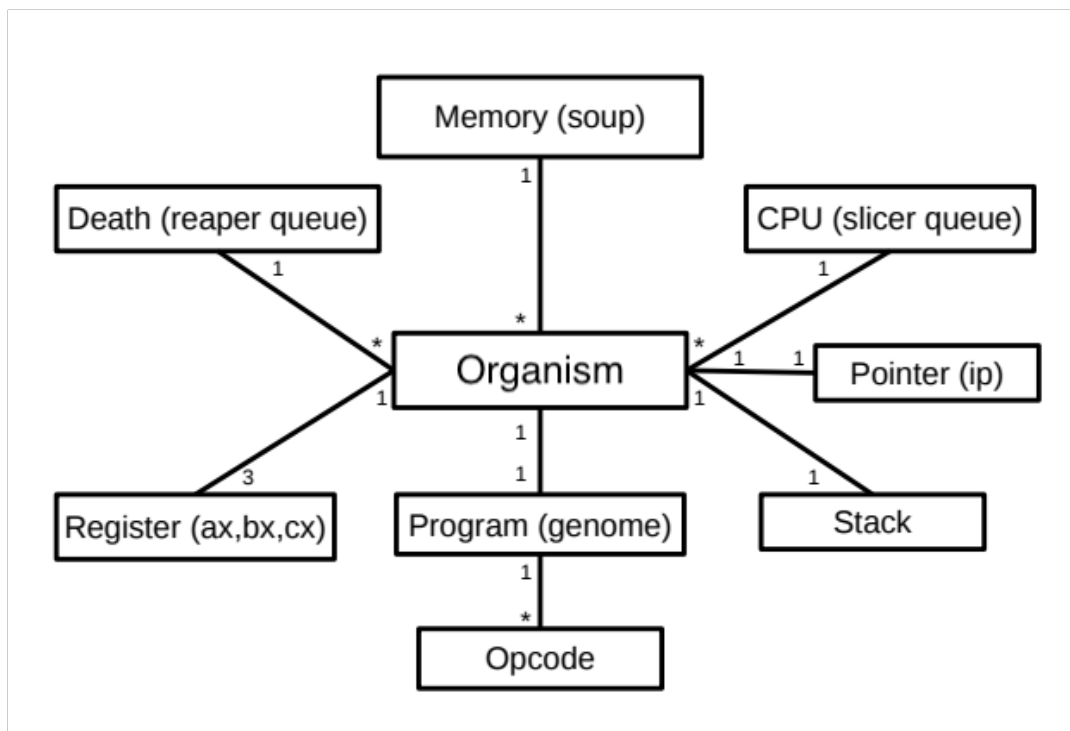 Memory (soup)
1
Death (reaper queue)
CPU (slicer queue)
1
1
*
*
*
Organism
1
1
Pointer (ip)
1
1
1
1
3
1
Register (ax,bx,cx)
Program (genome)
Stack
1
*
Opcode